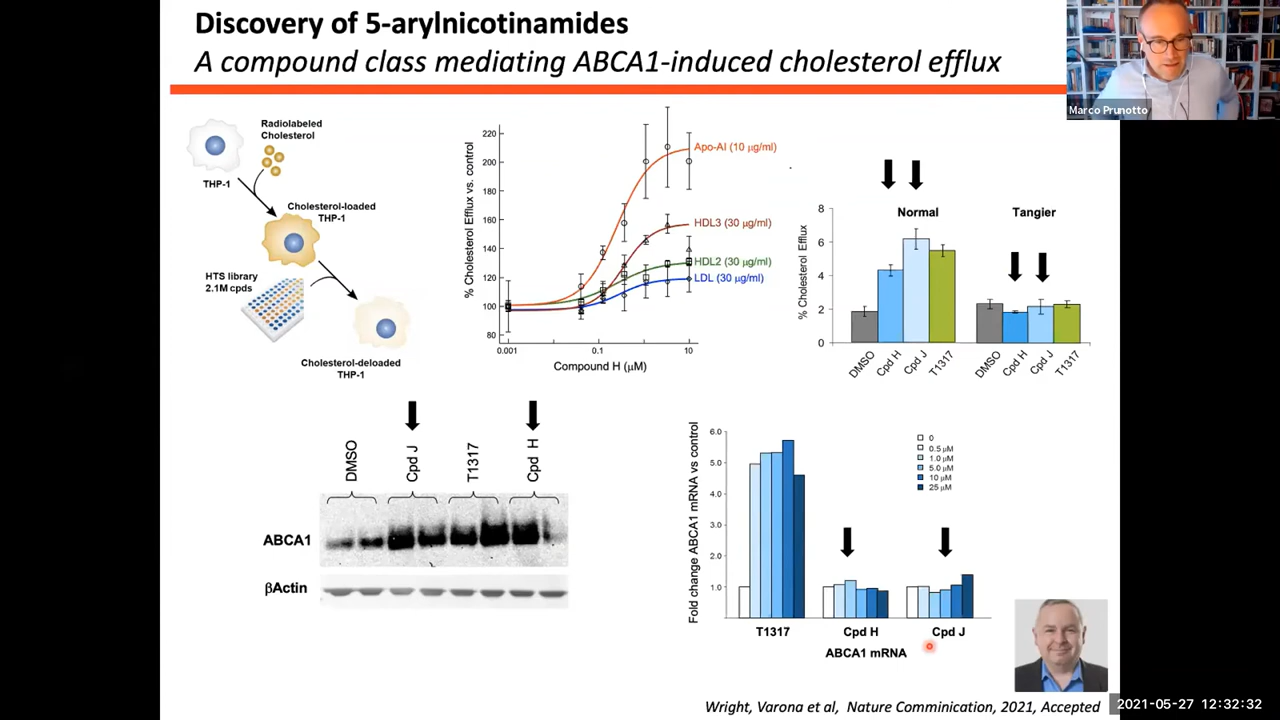 Discovery of 5-arylnicotinamides
A compound class mediating ABCA1-induced cholesterol efflux
Marco Prunotto
Radiolabeled
Cholesterol
THP-1
Cholesterol-loaded
THP-1
HTS library
2.1M cpds
Cholesterol-deloaded
THP-1
% Cholesterol Efflux vs. control
220
200
180
160
140
120
100
80
0.001
0.1
1
10
Compound H (µM)
Apo-AI (10 µg/ml)
HDL3 (30 µg/ml)
HDL2 (30 µg/ml)
LDL (30 µg/ml)
% Cholesterol Efflux
8
6
4
2
0
Normal
Tangier
DMSO
Cpd H
Cpd J
T1317
DMSO
Cpd H
Cpd J
T1317
DMSO
Cpd J
T1317
Cpd H
ABCA1
βActin
Fold change ABCA1 mRNA vs control
6.0
5.0
4.0
3.0
2.0
1.0
0
0.5 µM
1.0 µM
5.0 µM
10 µM
25 µM
T1317
Cpd H
Cpd J
ABCA1 mRNA
Wright, Varona et al, Nature Comminication, 2021, Accepted
2021-05-27 12:32:32